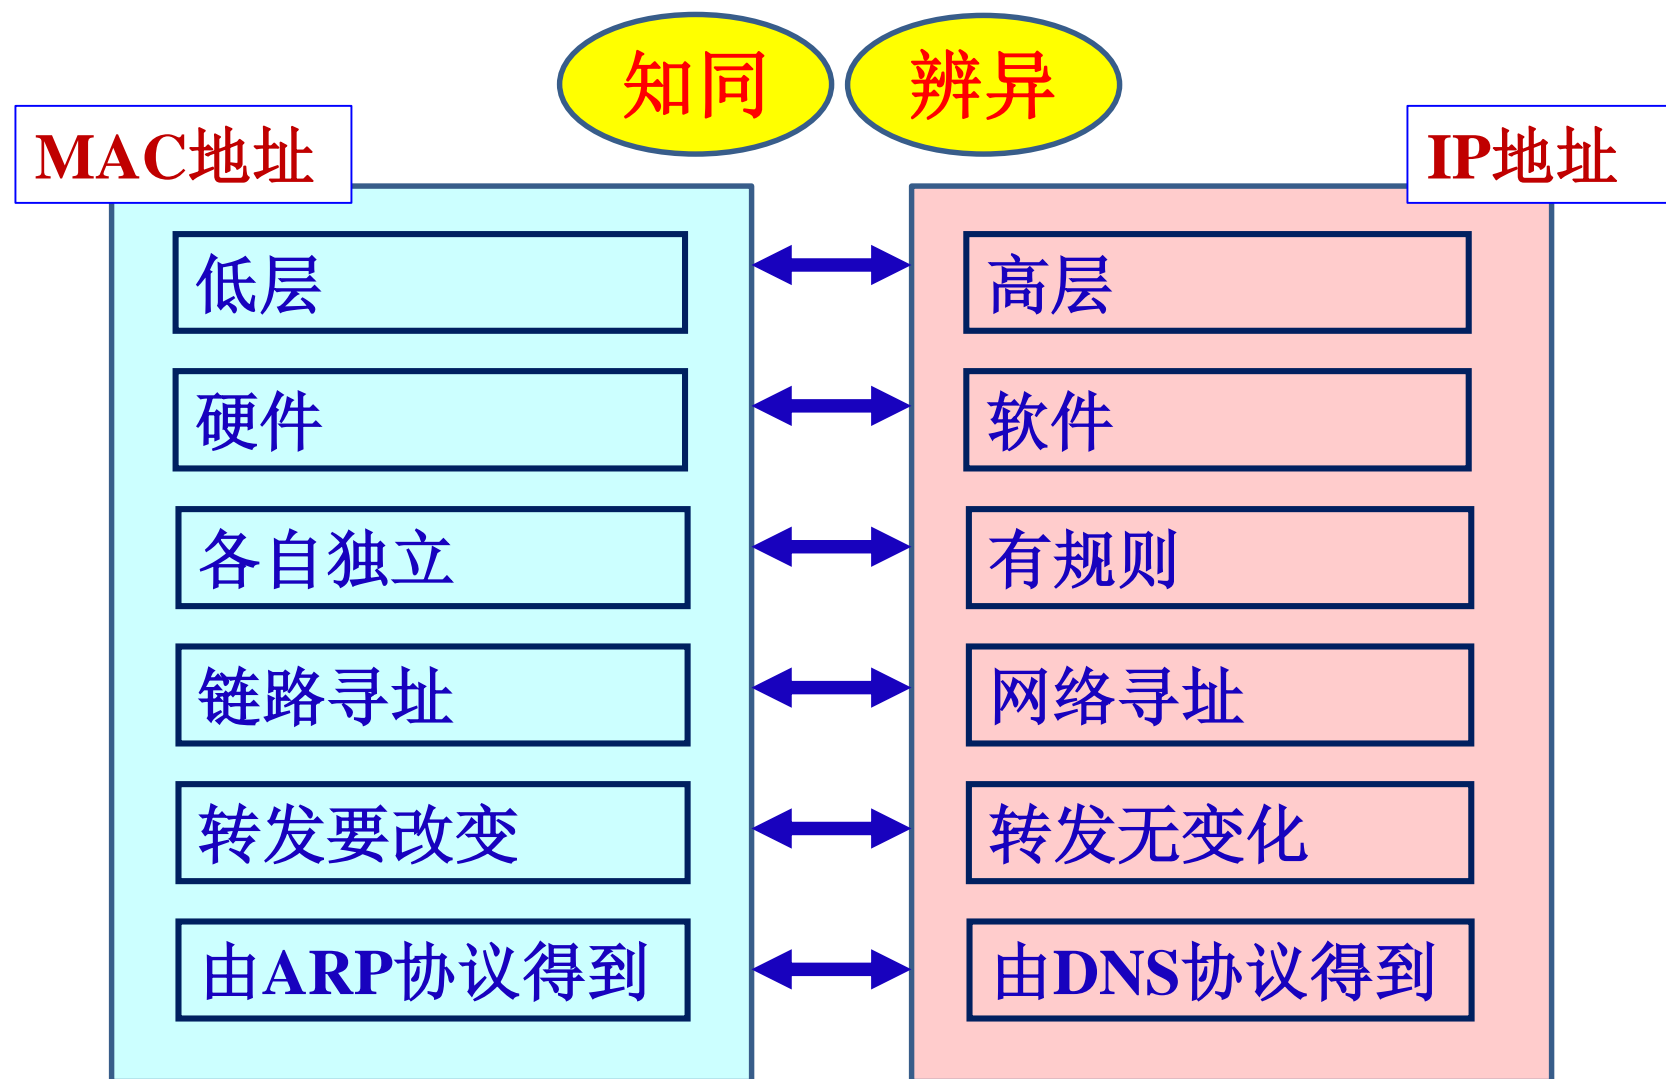 知同
辨异
MAC地址
IP地址
低层
高层
硬件
软件
各自独立
有规则
链路寻址
网络寻址
转发要改变
转发无变化
由ARP协议得到
由DNS协议得到